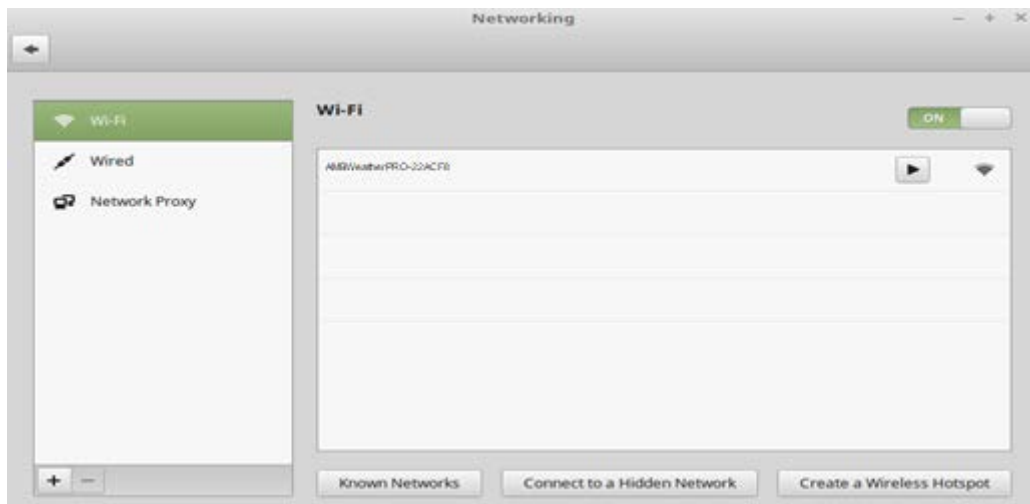 Networking
Wi-Fi
Wired
Network Proxy
Wi-Fi
ON
AMBWeatherPRO-22ACF8
Known Networks
Connect to a Hidden Network
Create a Wireless Hotspot